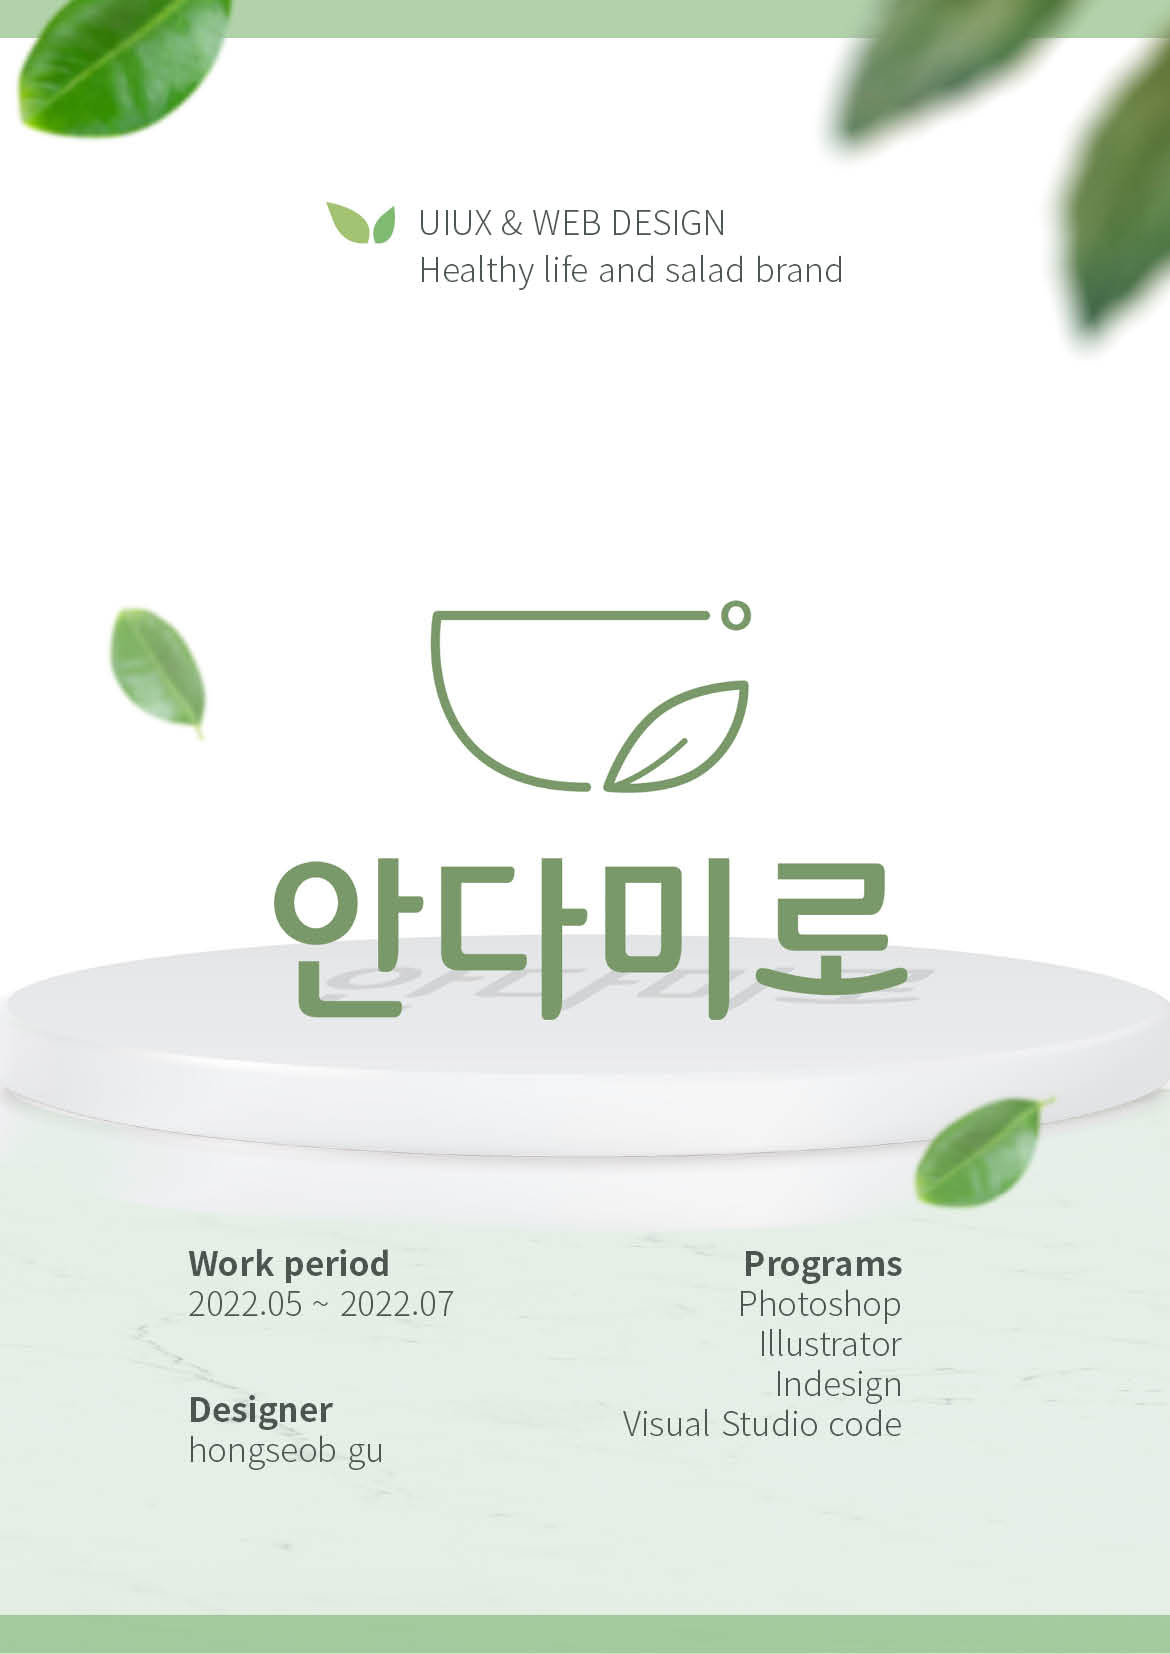 UIUX & WEB DESIGN
Healthy life and salad brand
안다미로
Work period
2022.05 ~ 2022.07
Designer
hongseob gu
Programs
Photoshop
Illustrator
Indesign
Visual Studio code